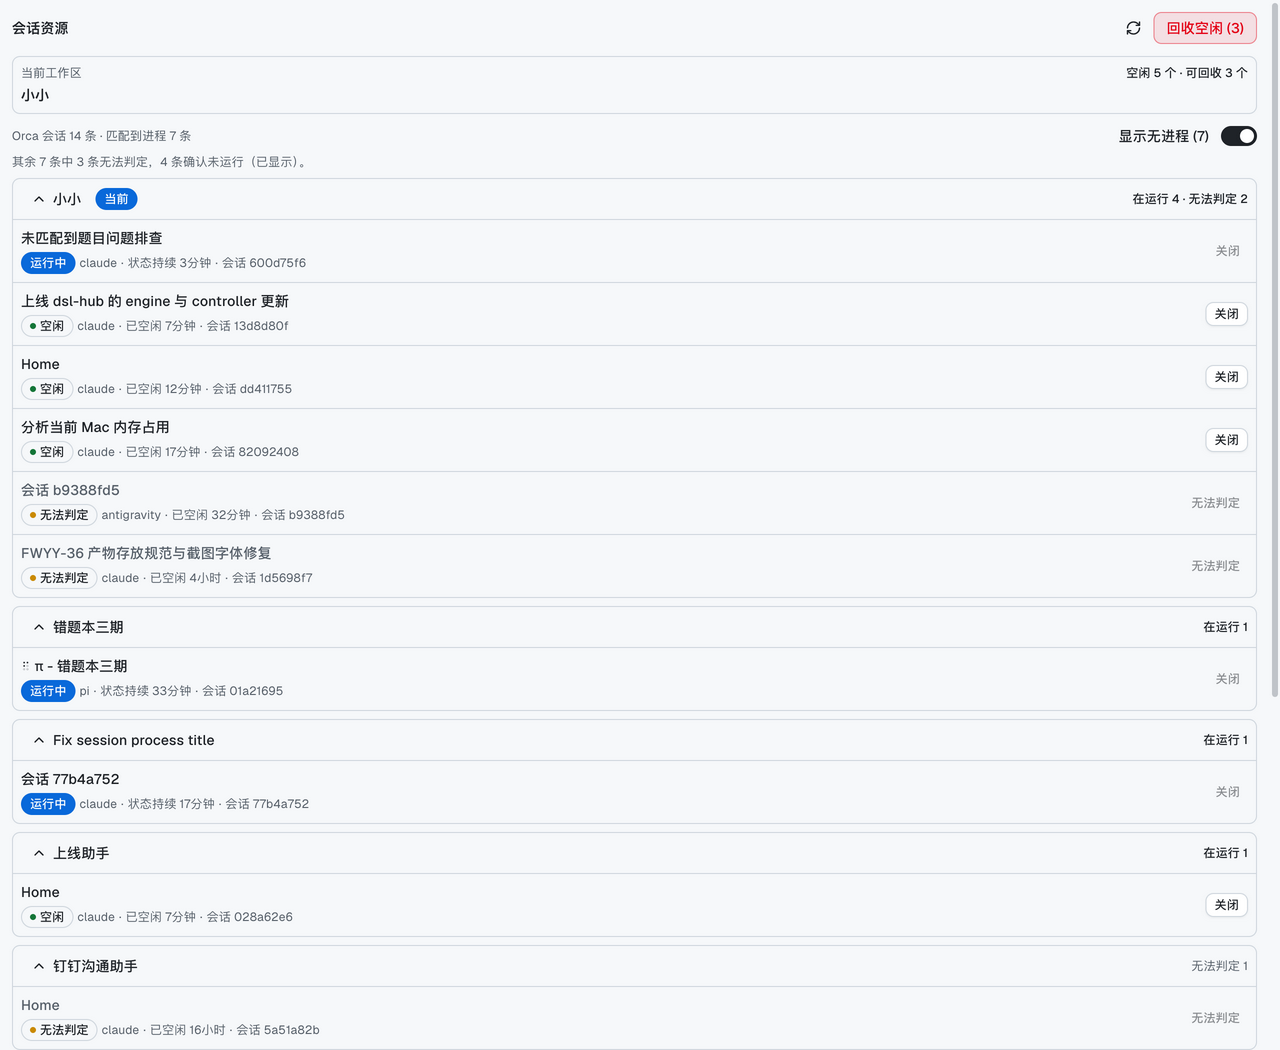 会话资源
回收空闲 (3)
当前工作区
空闲 5 个 · 可回收 3 个
小小
Orca 会话 14 条 · 匹配到进程 7 条
显示无进程 (7)
其余 7 条中 3 条无法判定，4 条确认未运行（已显示）。
小小 当前
在运行 4 · 无法判定 2
未匹配到题目问题排查
运行中 claude · 状态持续 3分钟 · 会话 600d75f6
关闭
上线 dsl-hub 的 engine 与 controller 更新
空闲 claude · 已空闲 7分钟 · 会话 13d8d80f
关闭
Home
空闲 claude · 已空闲 12分钟 · 会话 dd411755
关闭
分析当前 Mac 内存占用
空闲 claude · 已空闲 17分钟 · 会话 82092408
关闭
会话 b9388fd5
无法判定 antigravity · 已空闲 32分钟 · 会话 b9388fd5
无法判定
FWYY-36 产物存放规范与截图字体修复
无法判定 claude · 已空闲 4小时 · 会话 1d5698f7
无法判定
错题本三期
在运行 1
⠿ π - 错题本三期
运行中 pi · 状态持续 33分钟 · 会话 01a21695
关闭
Fix session process title
在运行 1
会话 77b4a752
运行中 claude · 状态持续 17分钟 · 会话 77b4a752
关闭
上线助手
在运行 1
Home
空闲 claude · 已空闲 7分钟 · 会话 028a62e6
关闭
钉钉沟通助手
无法判定 1
Home
无法判定 claude · 已空闲 16小时 · 会话 5a51a82b
无法判定